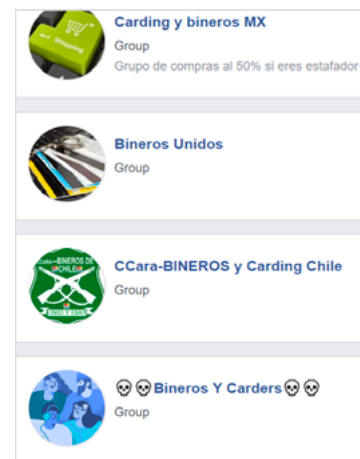 Shopping
Carding y bineros MX
Group
Grupo de compras al 50% si eres estafador
Bineros Unidos
Group
CCara-BINEROS y Carding Chile
Group
💀💀Bineros Y Carders💀💀
Group